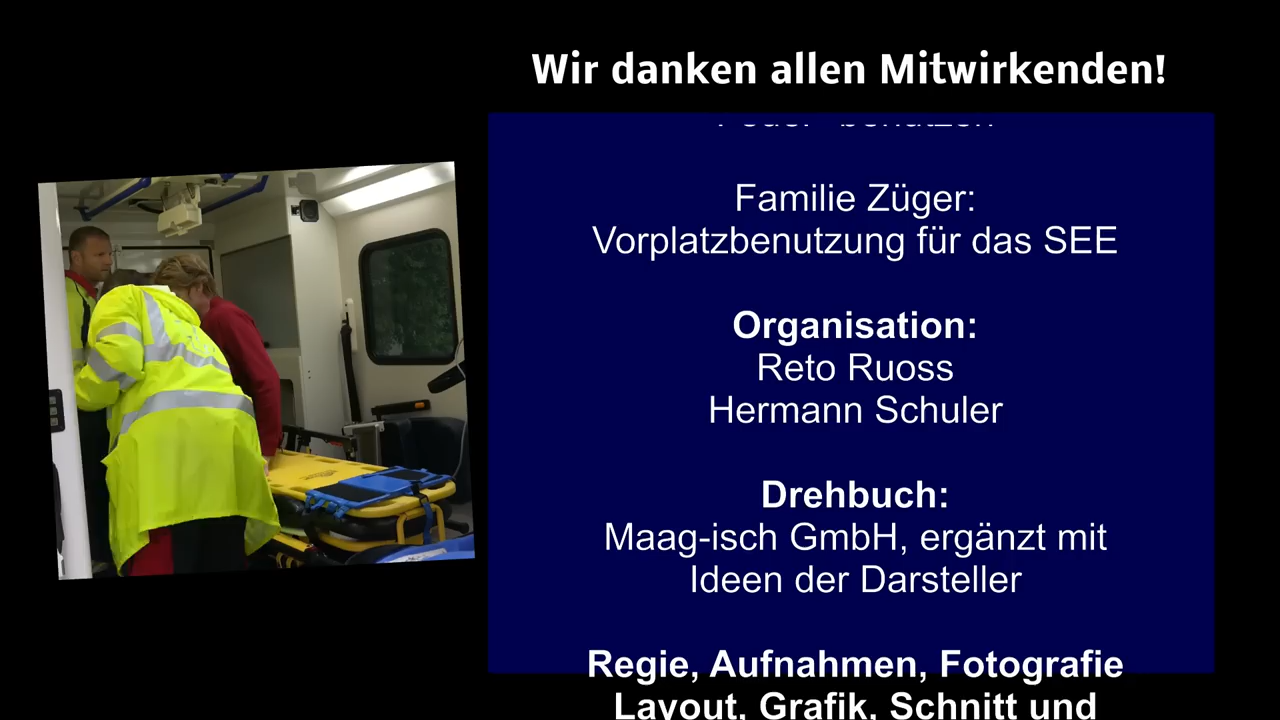 Wir danken allen Mitwirkenden!
benutzen
Familie Züger:
Vorplatzbenutzung für das SEE
Organisation:
Reto Ruoss
Hermann Schuler
Drehbuch:
Maag-isch GmbH, ergänzt mit
Ideen der Darsteller
Regie, Aufnahmen, Fotografie
Layout, Grafik, Schnitt und